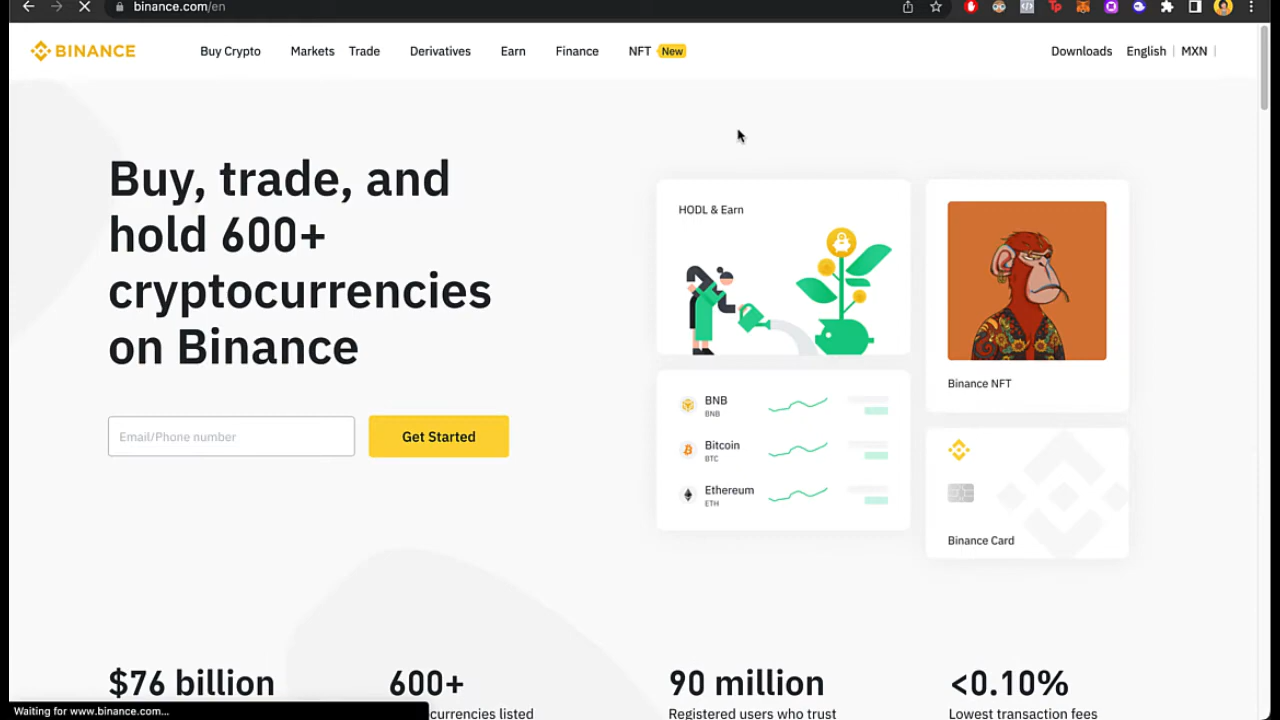 binance.com/en
BINANCE
Buy Crypto
Markets
Trade
Derivatives
Earn
Finance
NFT
New
Downloads
English
MXN
Buy, trade, and
hold 600+
cryptocurrencies
on Binance
Email/Phone number
Get Started
HODL & Earn
BNB
BNB
Bitcoin
BTC
Ethereum
ETH
Binance NFT
Binance Card
$76 billion
600+
90 million
<0.10%
currencies listed
Registered users who trust
Lowest transaction fees
Waiting for www.binance.com...